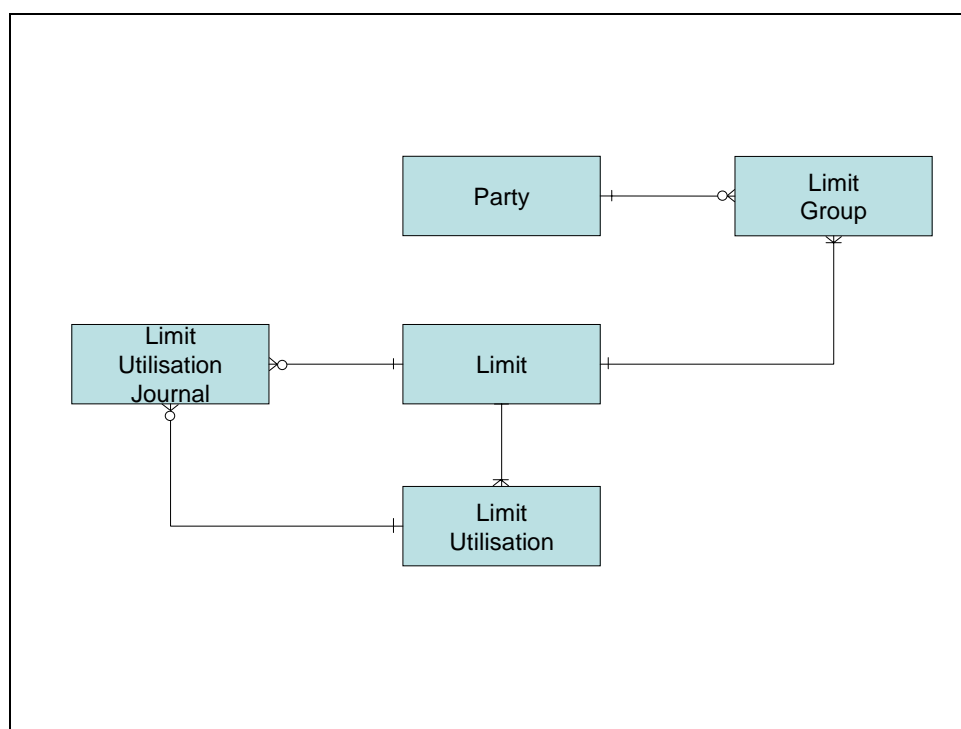 Party
Limit
Group
Limit
Utilisation
Journal
Limit
Limit
Utilisation